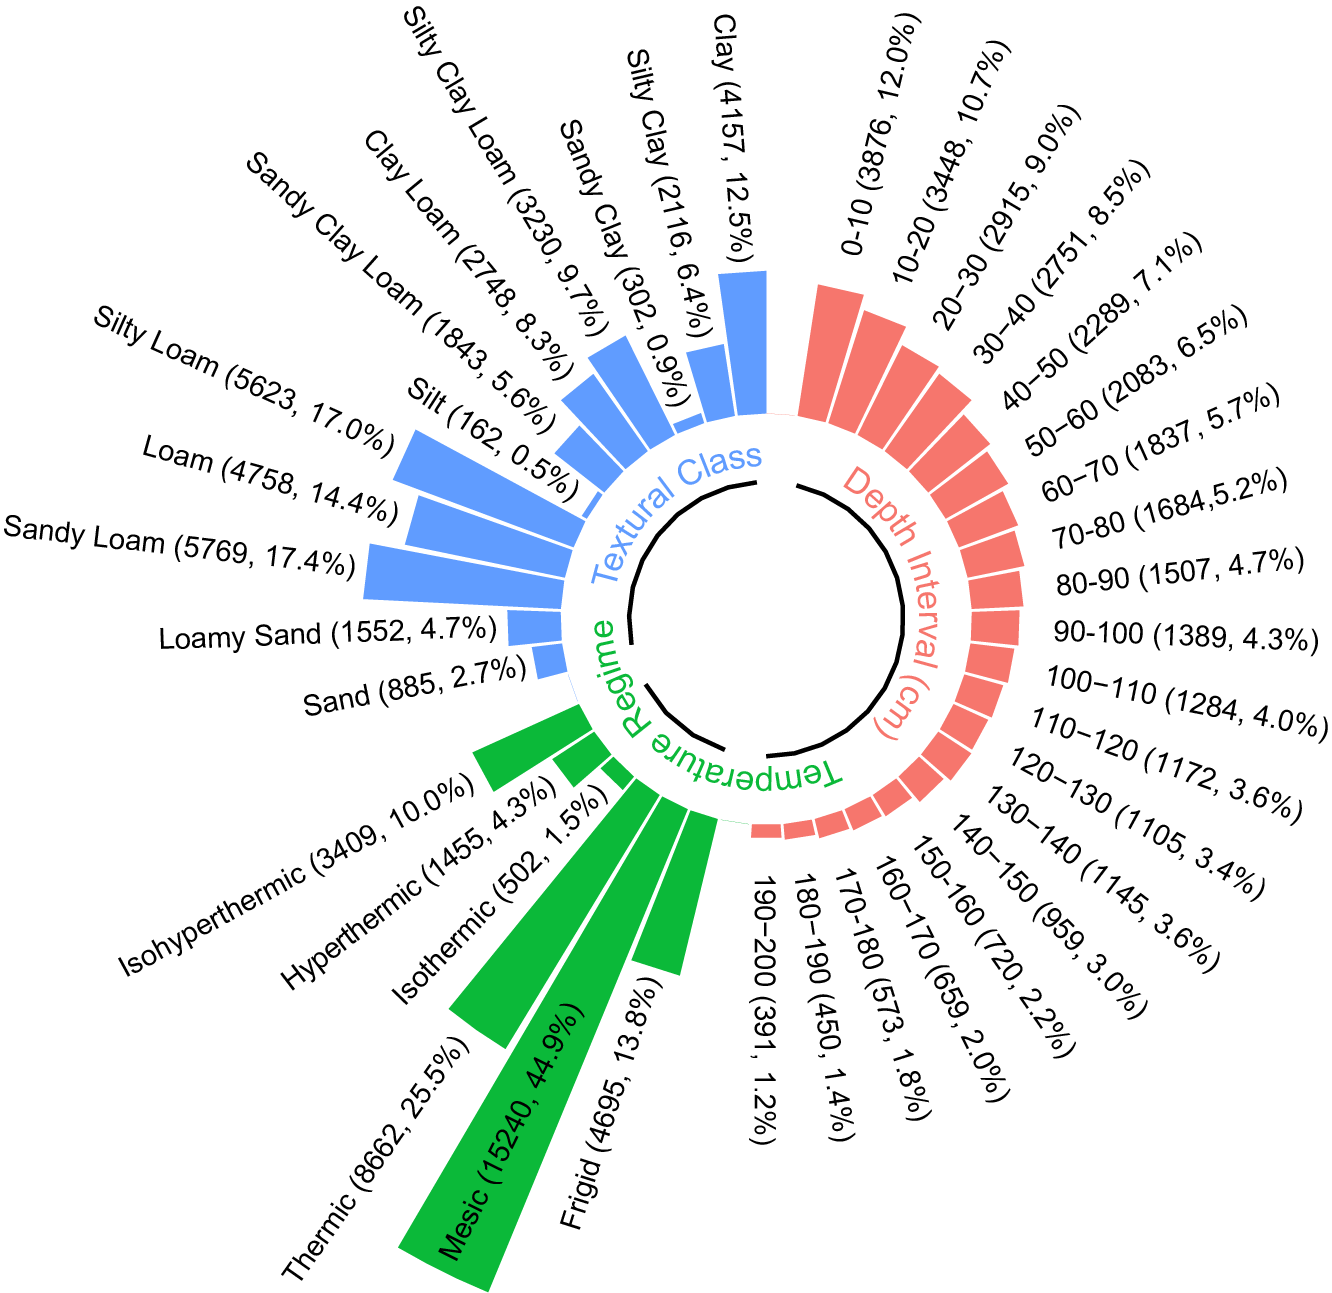 Depth Interval (cm)
0-10 (3876, 12.0%)
10-20 (3448, 10.7%)
20−30 (2915, 9.0%)
30−40 (2751, 8.5%)
40−50 (2289, 7.1%)
50−60 (2083, 6.5%)
60−70 (1837, 5.7%)
70-80 (1684,5.2%)
80-90 (1507, 4.7%)
90-100 (1389, 4.3%)
100−110 (1284, 4.0%)
110−120 (1172, 3.6%)
120−130 (1105, 3.4%)
130−140 (1145, 3.6%)
140−150 (959, 3.0%)
150-160 (720, 2.2%)
160−170 (659, 2.0%)
170-180 (573, 1.8%)
180−190 (450, 1.4%)
190−200 (391, 1.2%)
Temperature Regime
Frigid (4695, 13.8%)
Mesic (15240, 44.9%)
Thermic (8662, 25.5%)
Isothermic (502, 1.5%)
Hyperthermic (1455, 4.3%)
Isohyperthermic (3409, 10.0%)
Textural Class
Sand (885, 2.7%)
Loamy Sand (1552, 4.7%)
Sandy Loam (5769, 17.4%)
Loam (4758, 14.4%)
Silty Loam (5623, 17.0%)
Silt (162, 0.5%)
Sandy Clay Loam (1843, 5.6%)
Clay Loam (2748, 8.3%)
Silty Clay Loam (3230, 9.7%)
Sandy Clay (302, 0.9%)
Silty Clay (2116, 6.4%)
Clay (4157, 12.5%)